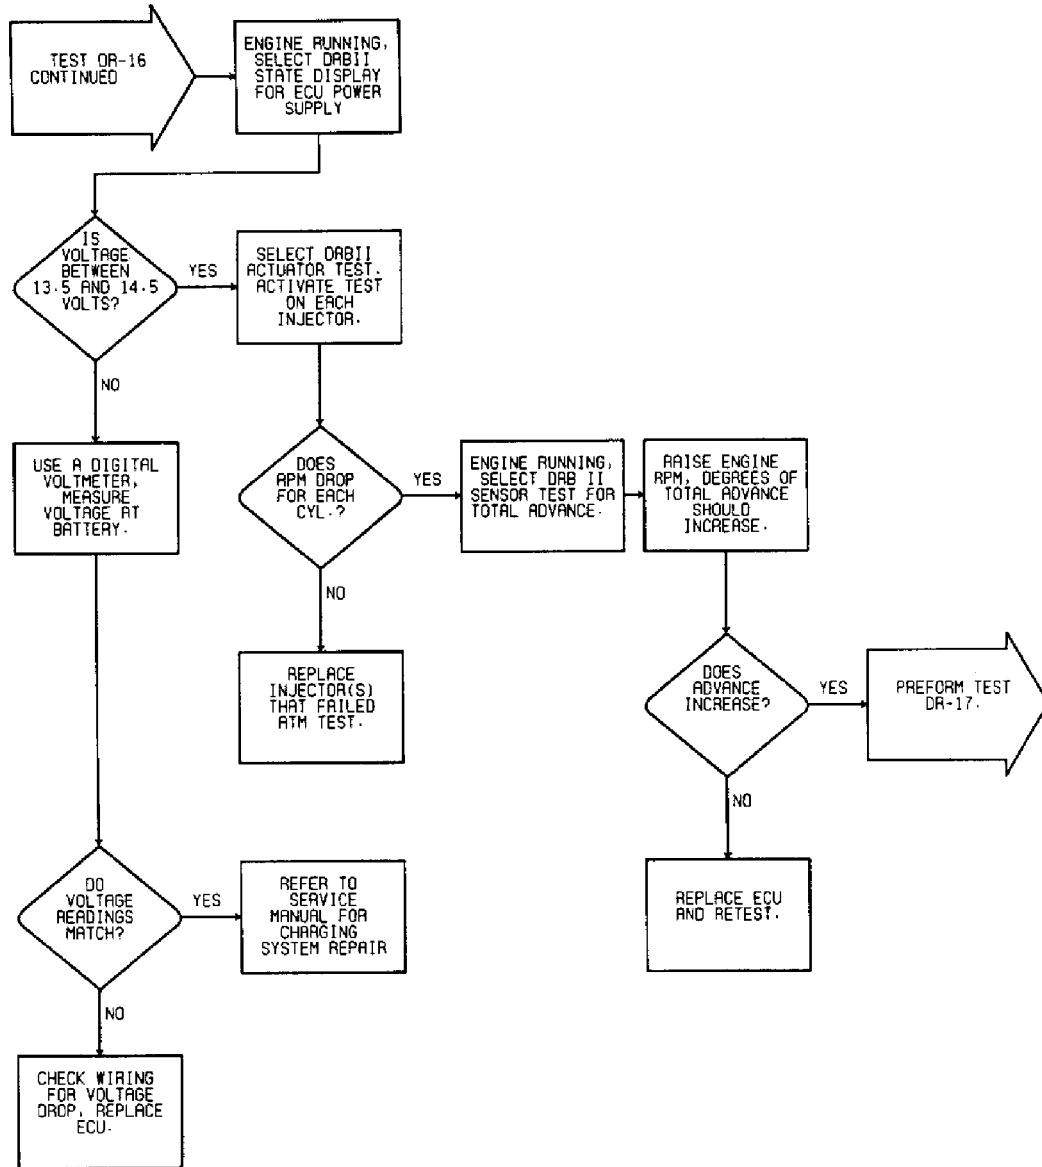 TEST DR-16
CONTINUED
ENGINE RUNNING,
SELECT DRBII
STATE DISPLAY
FOR ECU POWER
SUPPLY
IS
VOLTAGE
BETWEEN
13.5 AND 14.5
VOLTS?
YES
SELECT DRBII
ACTUATOR TEST.
ACTIVATE TEST
ON EACH
INJECTOR.
NO
USE A DIGITAL
VOLTMETER,
MEASURE
VOLTAGE AT
BATTERY.
DOES
RPM DROP
FOR EACH
CYL.?
YES
ENGINE RUNNING,
SELECT DRB II
SENSOR TEST FOR
TOTAL ADVANCE.
RAISE ENGINE
RPM, DEGREES OF
TOTAL ADVANCE
SHOULD
INCREASE.
NO
REPLACE
INJECTOR(S)
THAT FAILED
ATM TEST.
DOES
ADVANCE
INCREASE?
YES
PREFORM TEST
DR-17.
NO
REPLACE ECU
AND RETEST.
DO
VOLTAGE
READINGS
MATCH?
YES
REFER TO
SERVICE
MANUAL FOR
CHARGING
SYSTEM REPAIR
NO
CHECK WIRING
FOR VOLTAGE
DROP, REPLACE
ECU.